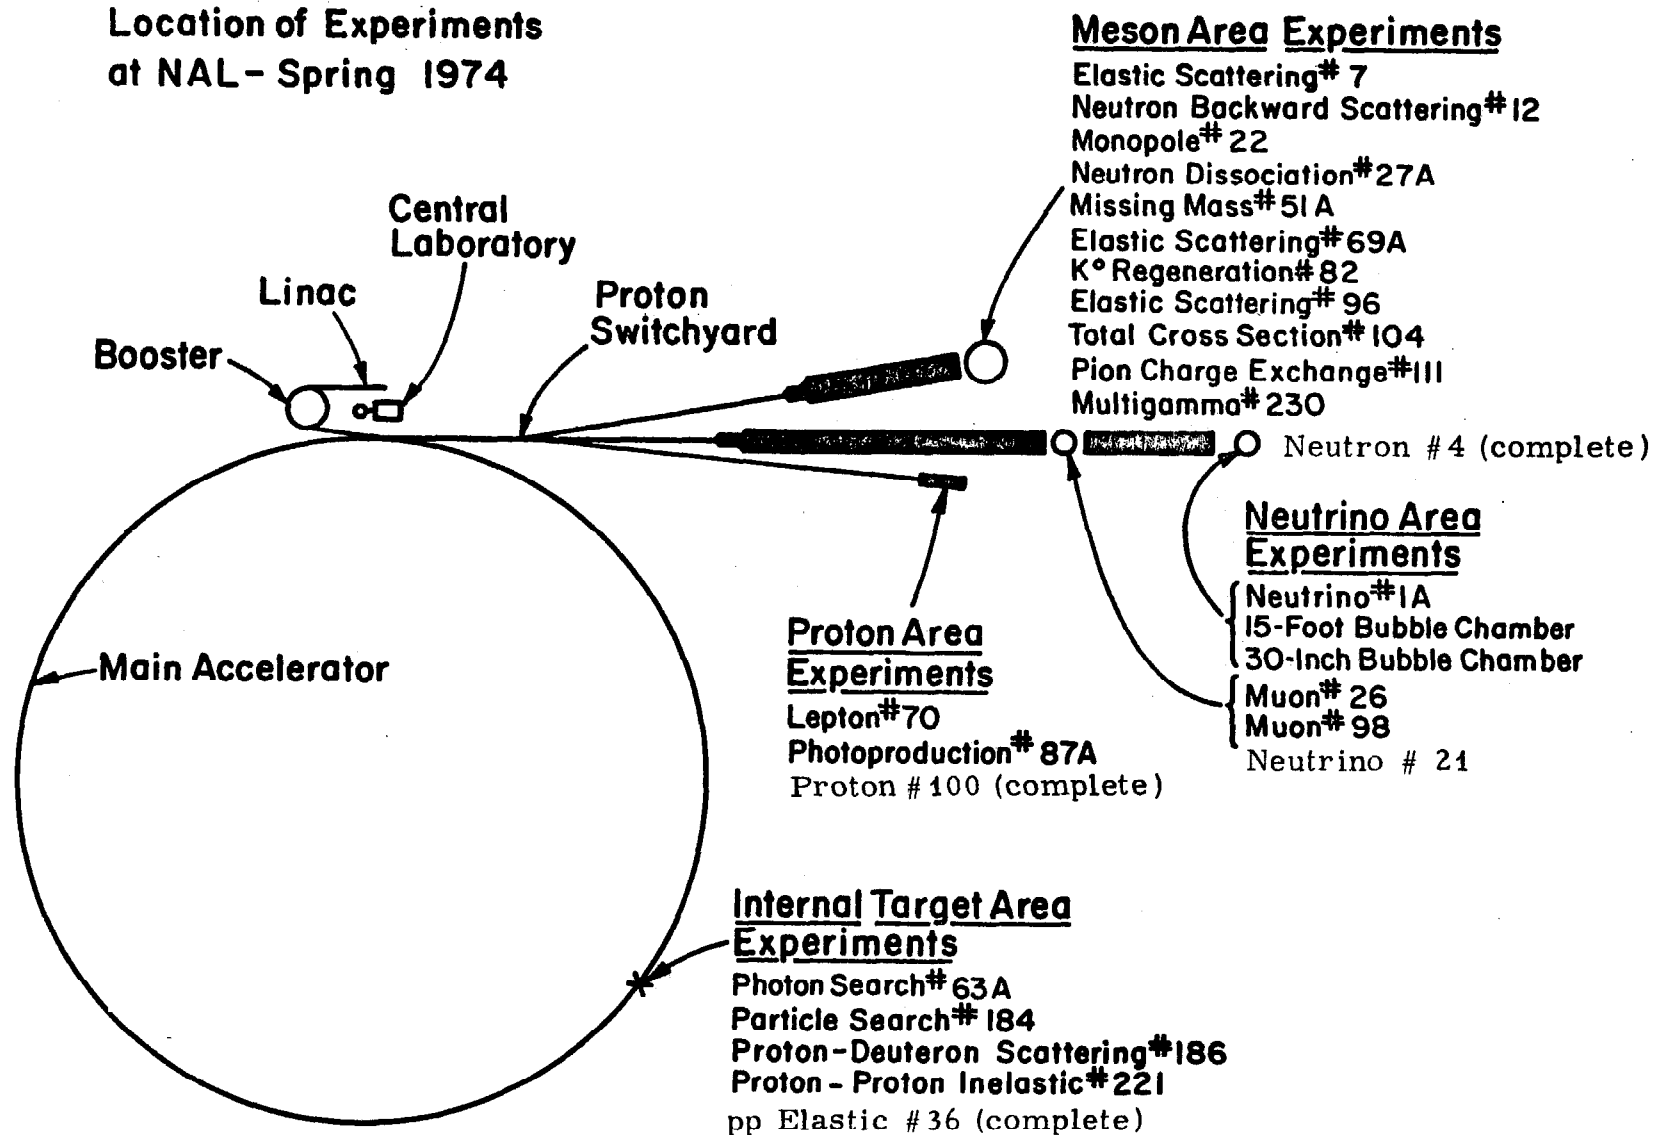 Location of Experiments
at NAL- Spring 1974
Central
Laboratory
Linac
Booster
Proton
Switchyard
Main Accelerator
Meson Area Experiments
Elastic Scattering# 7
Neutron Backward Scattering#12
Monopole# 22
Neutron Dissociation#27A
Missing Mass#51A
Elastic Scattering#69A
K° Regeneration#82
Elastic Scattering# 96
Total Cross Section# 104
Pion Charge Exchange#111
Multigamma# 230
Neutron #4 (complete)
Neutrino Area
Experiments
Neutrino#1A
15-Foot Bubble Chamber
30-Inch Bubble Chamber
Muon# 26
Muon# 98
Neutrino # 21
Proton Area
Experiments
Lepton#70
Photoproduction# 87A
Proton #100 (complete)
Internal Target Area
Experiments
Photon Search# 63A
Particle Search# 184
Proton-Deuteron Scattering#186
Proton - Proton Inelastic#221
pp Elastic #36 (complete)